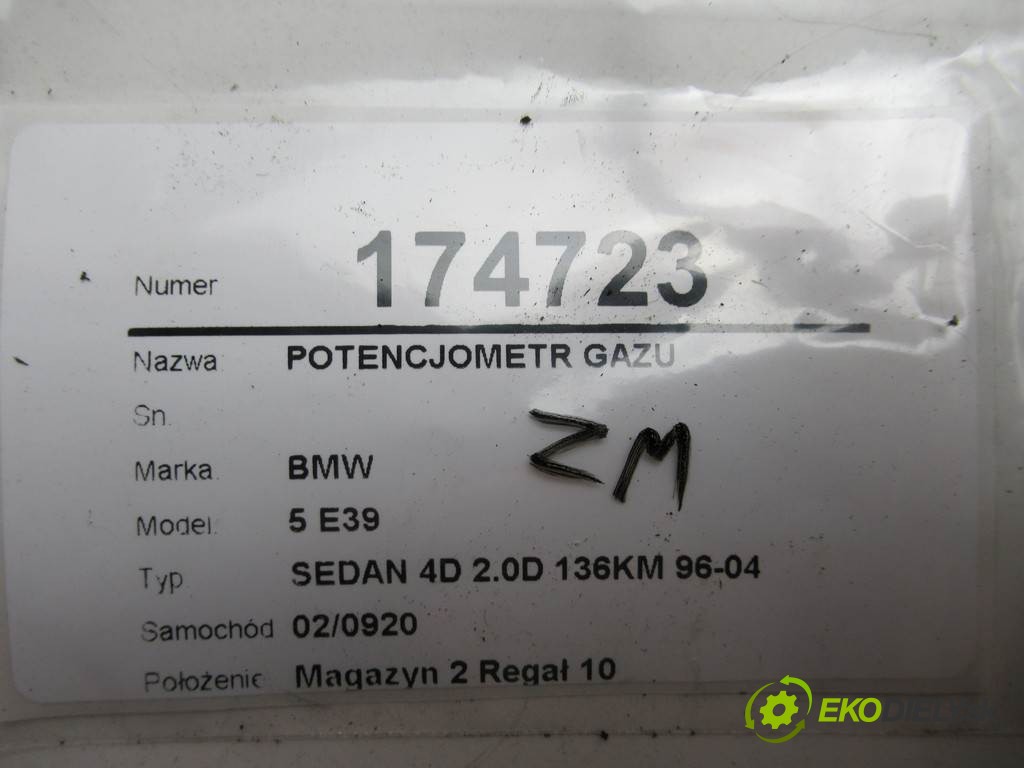 Numer 174723
Nazwa POTENCJOMETR GAZU
Sn.
ZM
Marka. BMW
Model: 5 E39
Typ SEDAN 4D 2.0D 136KM 96-04
Samochód 02/0920
Położenie Magazyn 2 Regał 10